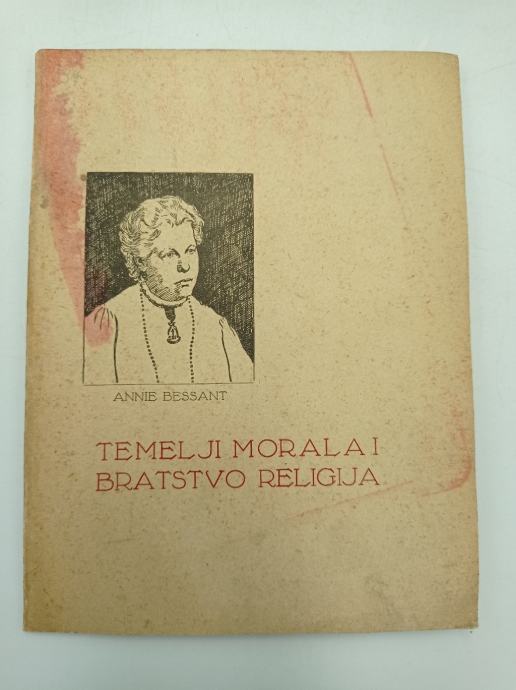 ANNIE BESSANT
TEMELJI MORALA I
BRATSTVO RELIGIJA